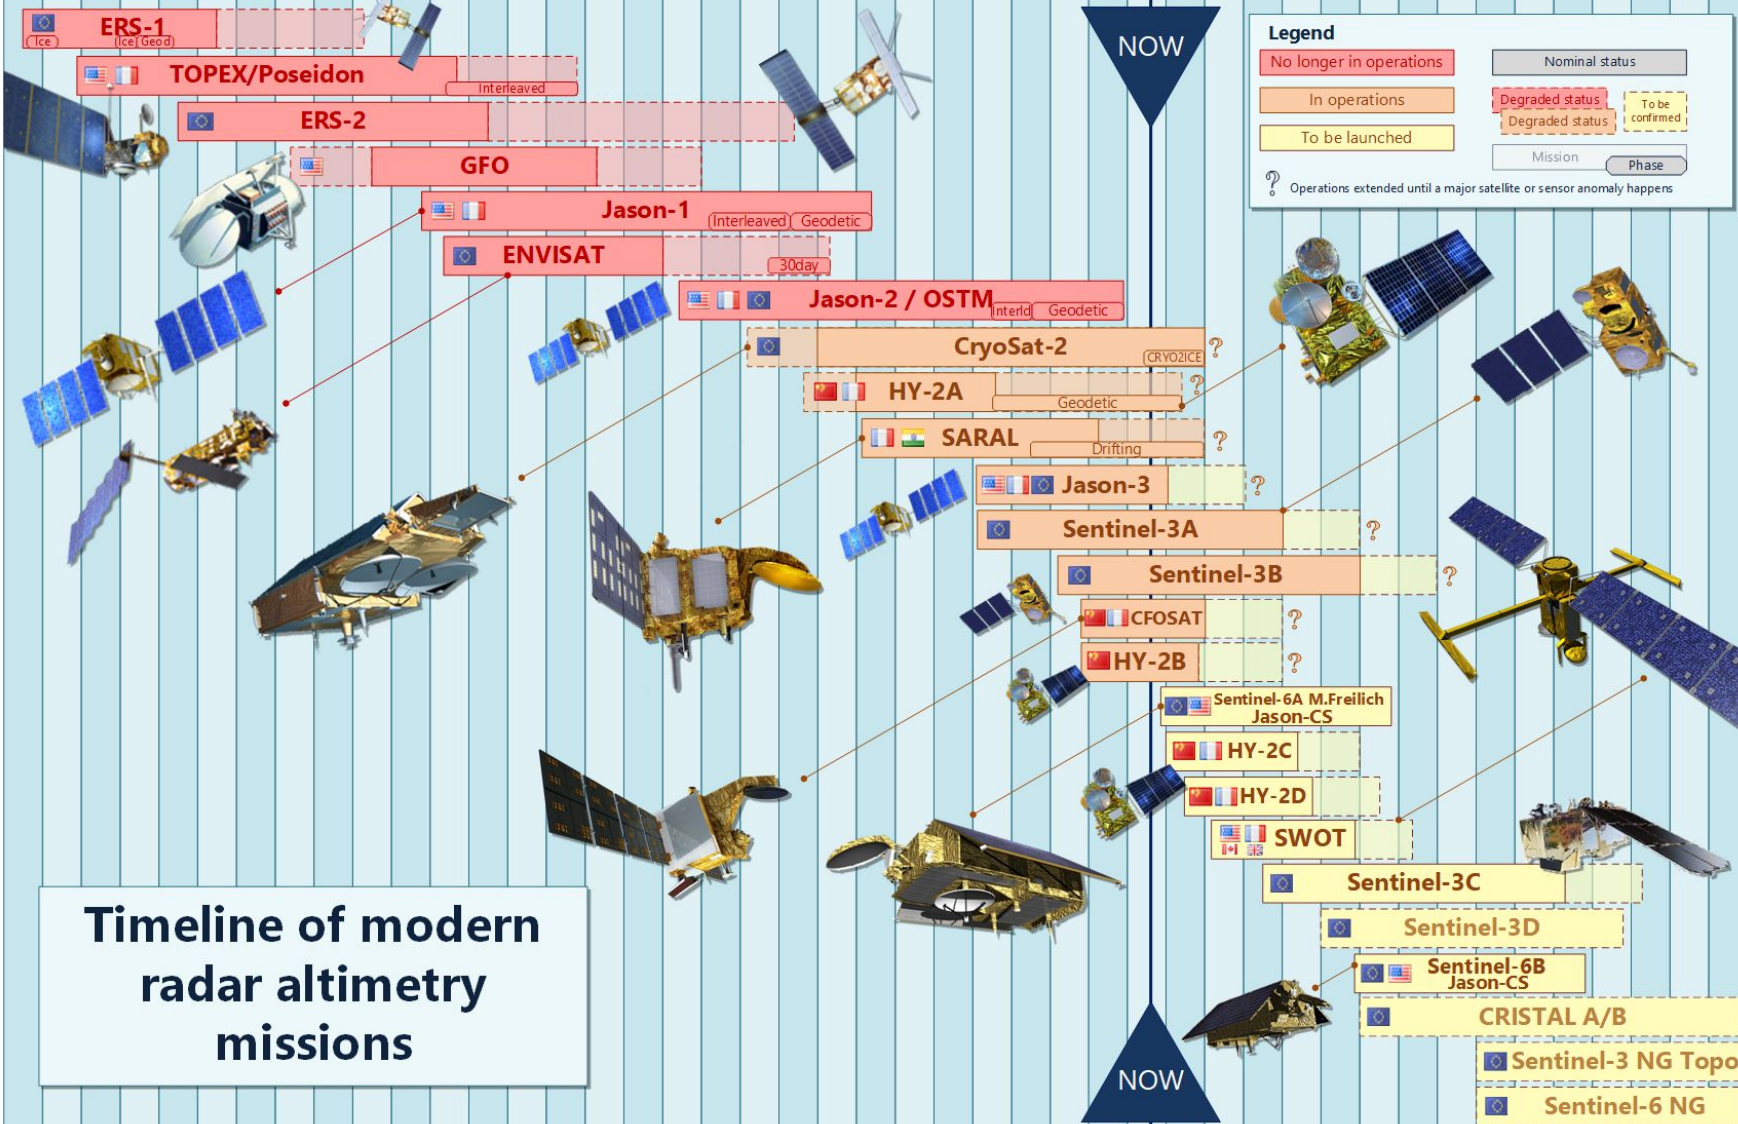 ERS-1
Ice
Ice
Geod
TOPEX/Poseidon
Interleaved
ERS-2
GFO
Jason-1
Interleaved
Geodetic
ENVISAT
30day
Jason-2 / OSTM
Interld
Geodetic
CryoSat-2
CRYO2ICE
?
HY-2A
Geodetic
?
SARAL
Drifting
?
Jason-3
?
Sentinel-3A
?
Sentinel-3B
?
CFOSAT
?
HY-2B
?
Sentinel-6A M.Freilich
Jason-CS
HY-2C
HY-2D
SWOT
Sentinel-3C
Sentinel-3D
Sentinel-6B
Jason-CS
CRISTAL A/B
Sentinel-3 NG Topo
Sentinel-6 NG
NOW
NOW
Legend
No longer in operations
In operations
To be launched
Nominal status
Degraded status
Degraded status
To be
confirmed
Mission
Phase
? Operations extended until a major satellite or sensor anomaly happens
Timeline of modern
radar altimetry
missions